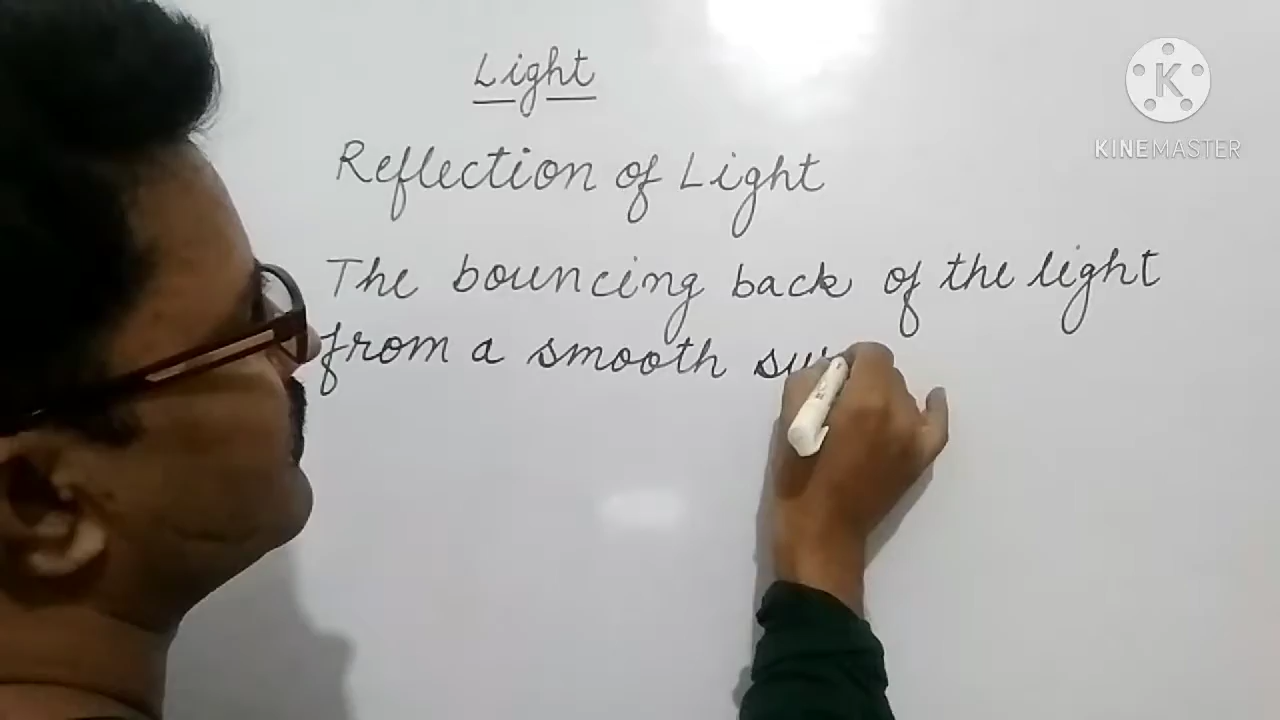 Light
Reflection of Light
The bouncing back of the light
from a smooth
K
KINEMASTER